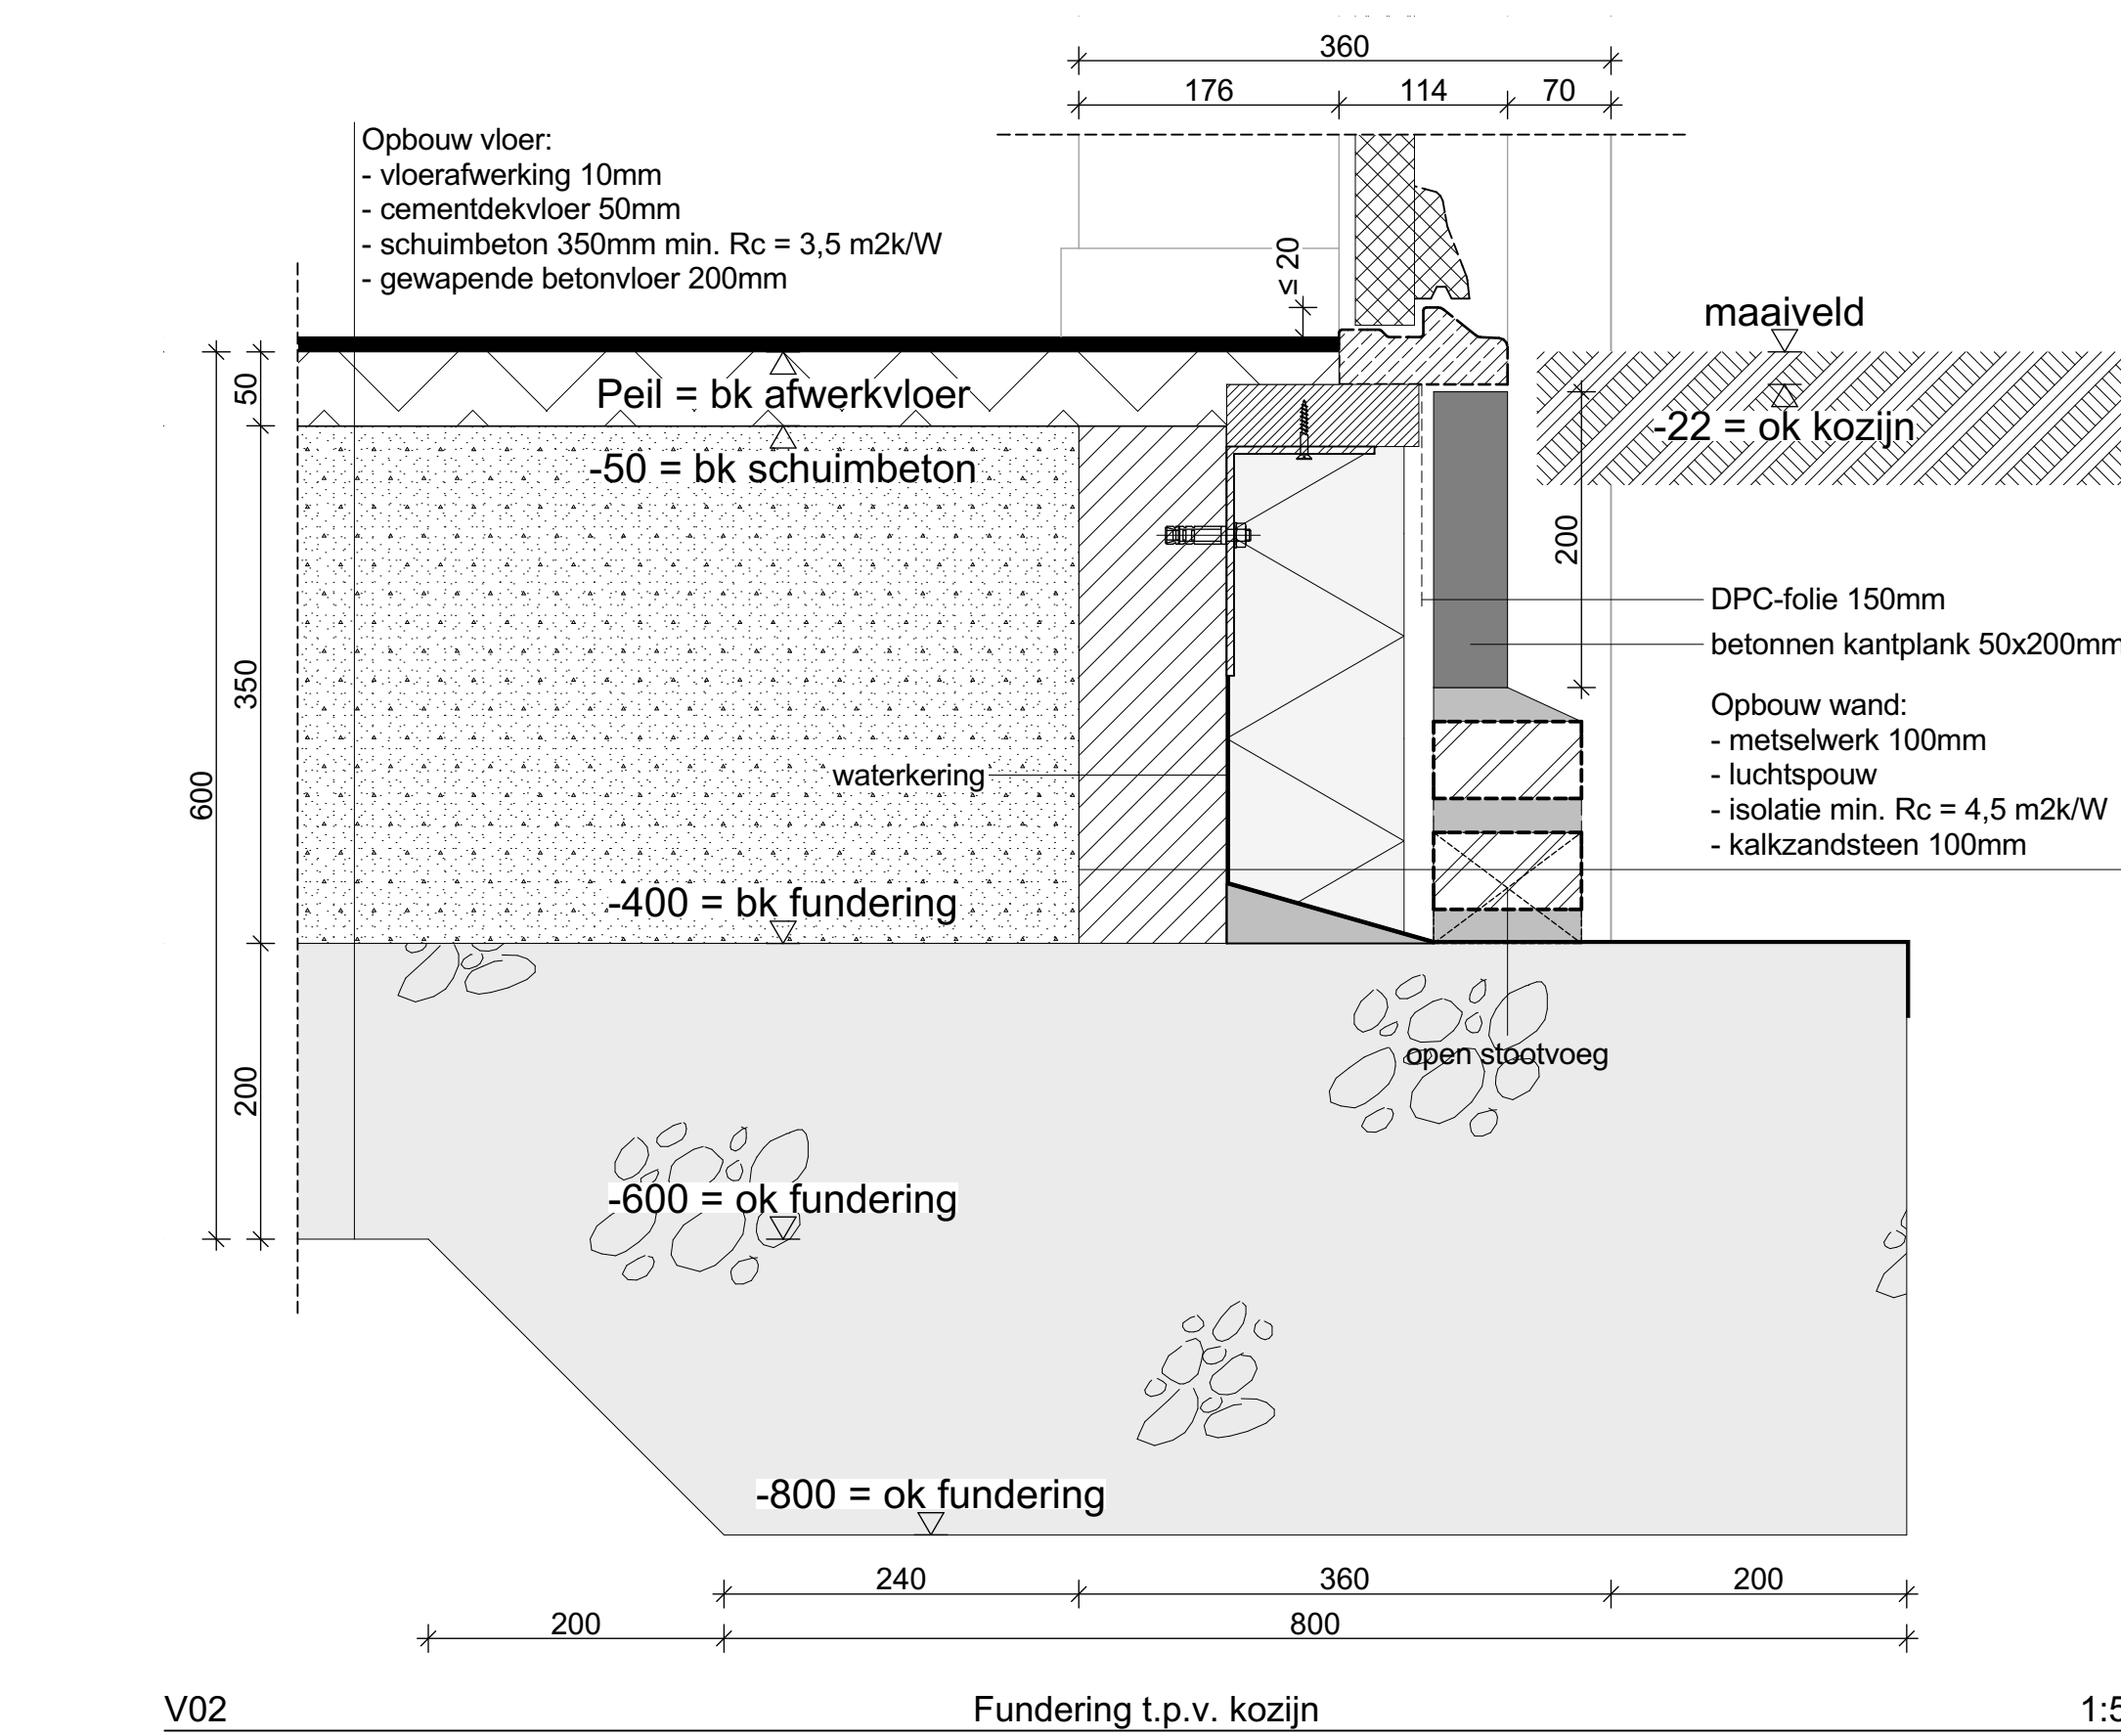 360
176 114 70
Opbouw vloer:
- vloerafwerking 10mm
- cementdekvloer 50mm
- schuimbeton 350mm min. Rc = 3,5 m2k/W
- gewapende betonvloer 200mm
≤ 20
maaiveld
50
Peil = bk afwerkvloer
-22 = ok kozijn
-50 = bk schuimbeton
200
DPC-folie 150mm
betonnen kantplank 50x200mm
350
Opbouw wand:
- metselwerk 100mm
- luchtspouw
- isolatie min. Rc = 4,5 m2k/W
- kalkzandsteen 100mm
waterkering
600
-400 = bk fundering
open stootvoeg
200
-600 = ok fundering
-800 = ok fundering
240 360 200
200 800
V02 Fundering t.p.v. kozijn 1:5